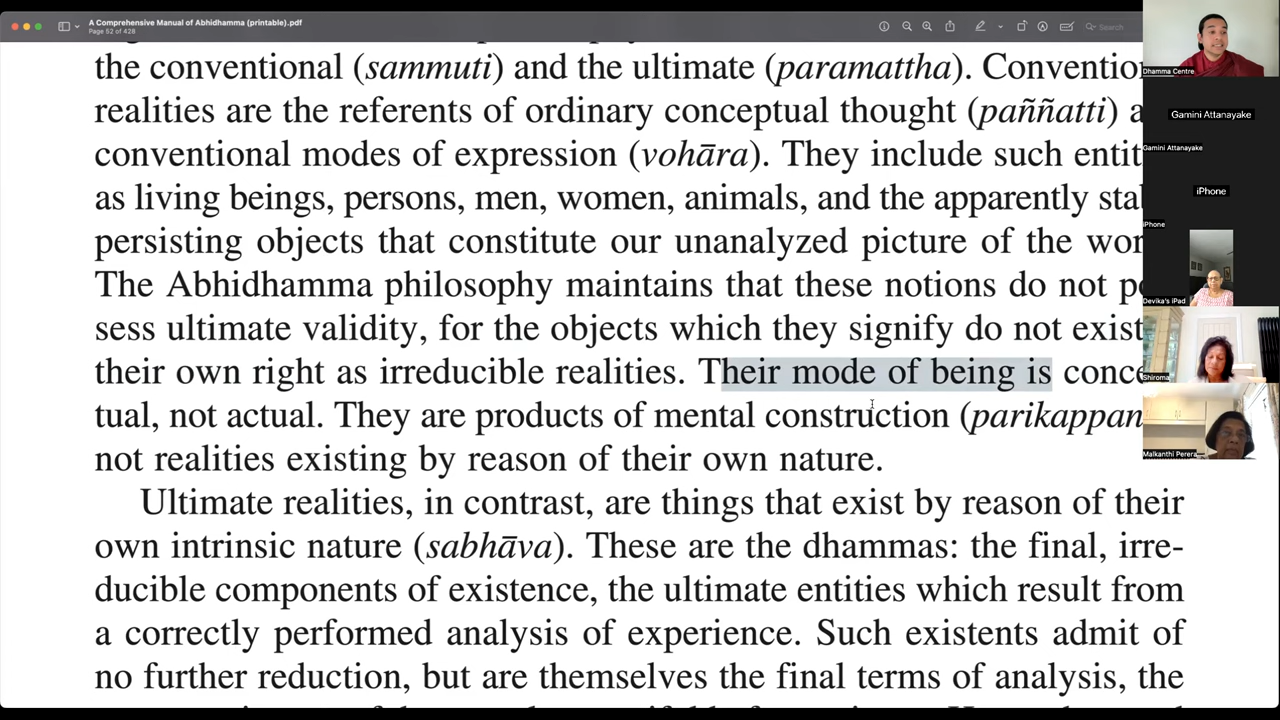 A Comprehensive Manual of Abhidhamma (printable).pdf
Page 52 of 428
Search
the conventional (sammuti) and the ultimate (paramattha). Convention
realities are the referents of ordinary conceptual thought (paññatti) a
conventional modes of expression (vohāra). They include such entit
as living beings, persons, men, women, animals, and the apparently sta
persisting objects that constitute our unanalyzed picture of the wor
The Abhidhamma philosophy maintains that these notions do not p
sess ultimate validity, for the objects which they signify do not exist
their own right as irreducible realities. Their mode of being is conce
tual, not actual. They are products of mental construction (parikappan
not realities existing by reason of their own nature.
Ultimate realities, in contrast, are things that exist by reason of their
own intrinsic nature (sabhāva). These are the dhammas: the final, irre-
ducible components of existence, the ultimate entities which result from
a correctly performed analysis of experience. Such existents admit of
no further reduction, but are themselves the final terms of analysis, the
Dhamma Centre
Gamini Attanayake
Gamini Attanayake
iPhone
iPhone
Devika's iPad
Shiroma
Malkanthi Perera